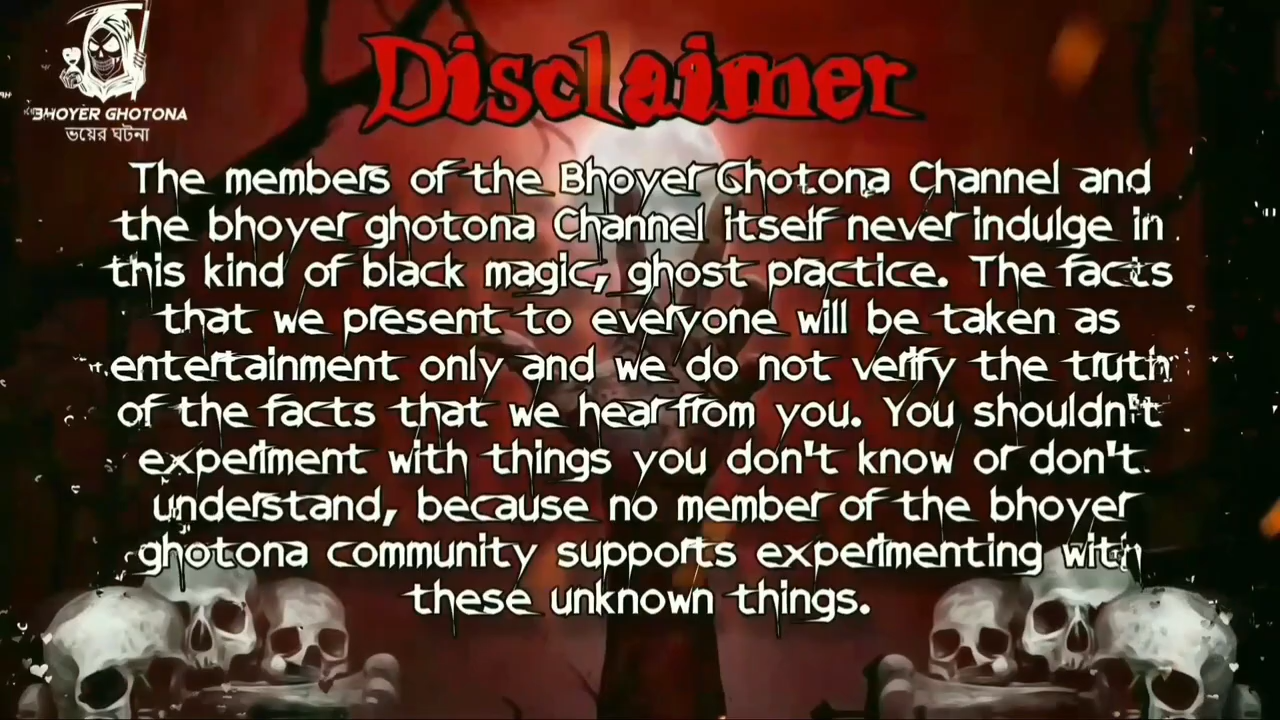 BHOYER GHOTONA
ভয়ের ঘটনা
Disclaimer
The members of the Bhoyer Ghotona Channel and
the bhoyer ghotona Channel itself never indulge in
this kind of black magic, ghost practice. The facts
that we present to everyone will be taken as
entertainment only and we do not verify the truth
of the facts that we hear from you. You shouldn't
experiment with things you don't know or don't
understand, because no member of the bhoyer
ghotona community supports experimenting with
these unknown things.